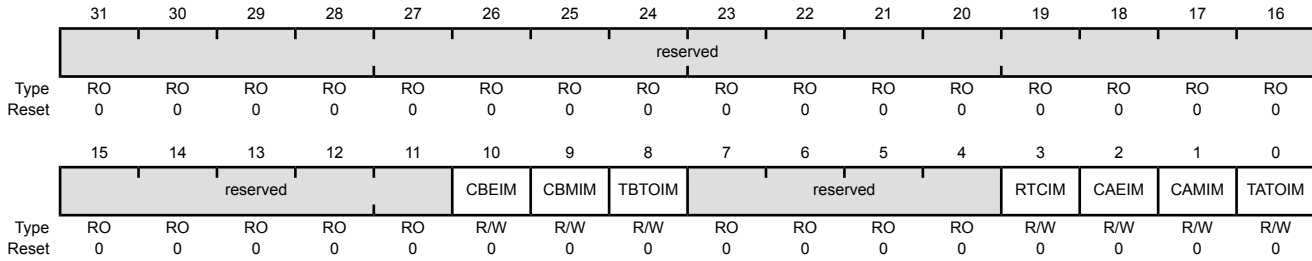 31 30 29 28 27 26 25 24 23 22 21 20 19 18 17 16
reserved
Type RO RO RO RO RO RO RO RO RO RO RO RO RO RO RO RO
Reset 0 0 0 0 0 0 0 0 0 0 0 0 0 0 0 0
15 14 13 12 11 10 9 8 7 6 5 4 3 2 1 0
reserved CBEIM CBMIM TBTOIM reserved RTCIM CAEIM CAMIM TATOIM
Type RO RO RO RO RO R/W R/W R/W RO RO RO RO R/W R/W R/W R/W
Reset 0 0 0 0 0 0 0 0 0 0 0 0 0 0 0 0